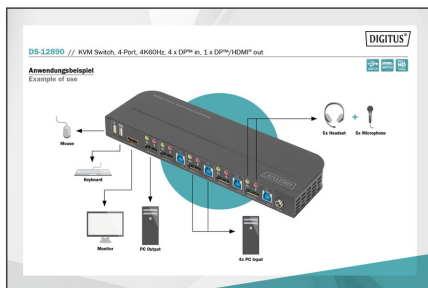 DIGITUS®
DS-12890 // KVM Switch, 4-Port, 4K60Hz, 4 x DP™ in, 1 x DP™/HDMI® out
Anwendungsbeispiel
Example of use
5x Headset
+
5x Microphone
Mouse
Keyboard
Monitor
PC Output
4x PC Input
DIGITUS